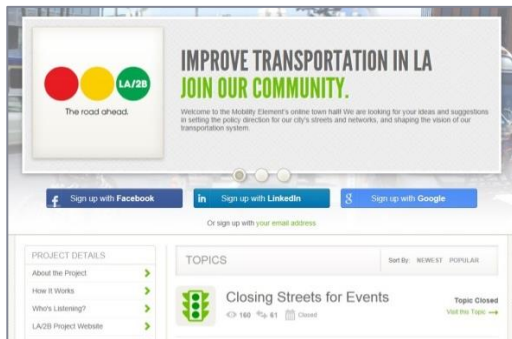 IMPROVE TRANSPORTATION IN LA
JOIN OUR COMMUNITY.
LA/2B
The road ahead.
Welcome to the Mobility Element's online town hall! We are looking for your ideas and suggestions
in setting the policy direction for our city's streets and networks, and shaping the vision of our
transportation system.
f Sign up with Facebook
in Sign up with LinkedIn
g Sign up with Google
Or sign up with your email address
PROJECT DETAILS
About the Project
How It Works
Who's Listening?
LA/2B Project Website
TOPICS
Sort By: NEWEST POPULAR
Closing Streets for Events
160 61 Closed
Topic Closed
Visit this Topic